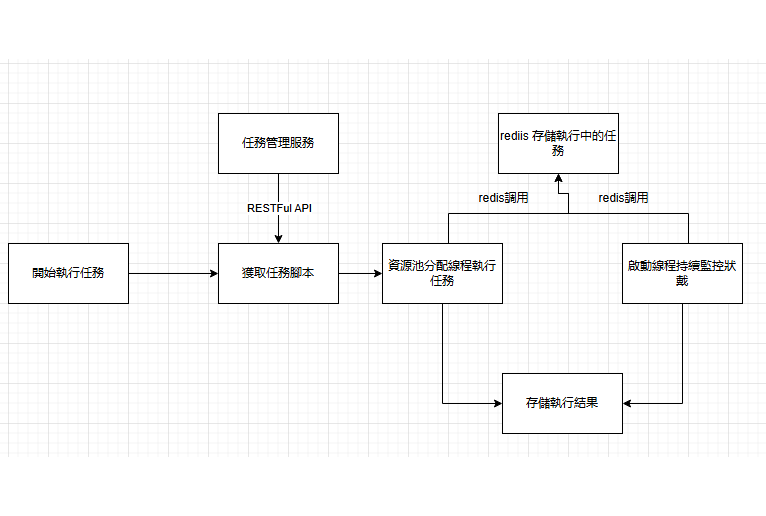 任務管理服務
rediis 存儲執行中的任
務
RESTFul API
redis調用
redis調用
開始執行任務
獲取任務腳本
資源池分配線程執行
任務
啟動線程持續監控狀
戴
存儲執行結果